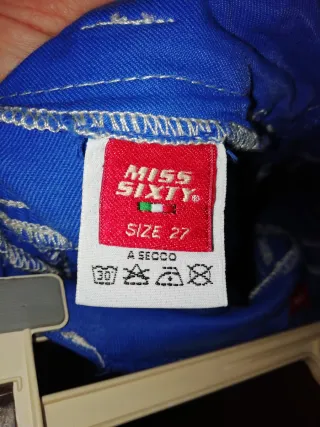 MISS
SIXTY®
SIZE 27
A SECCO
30